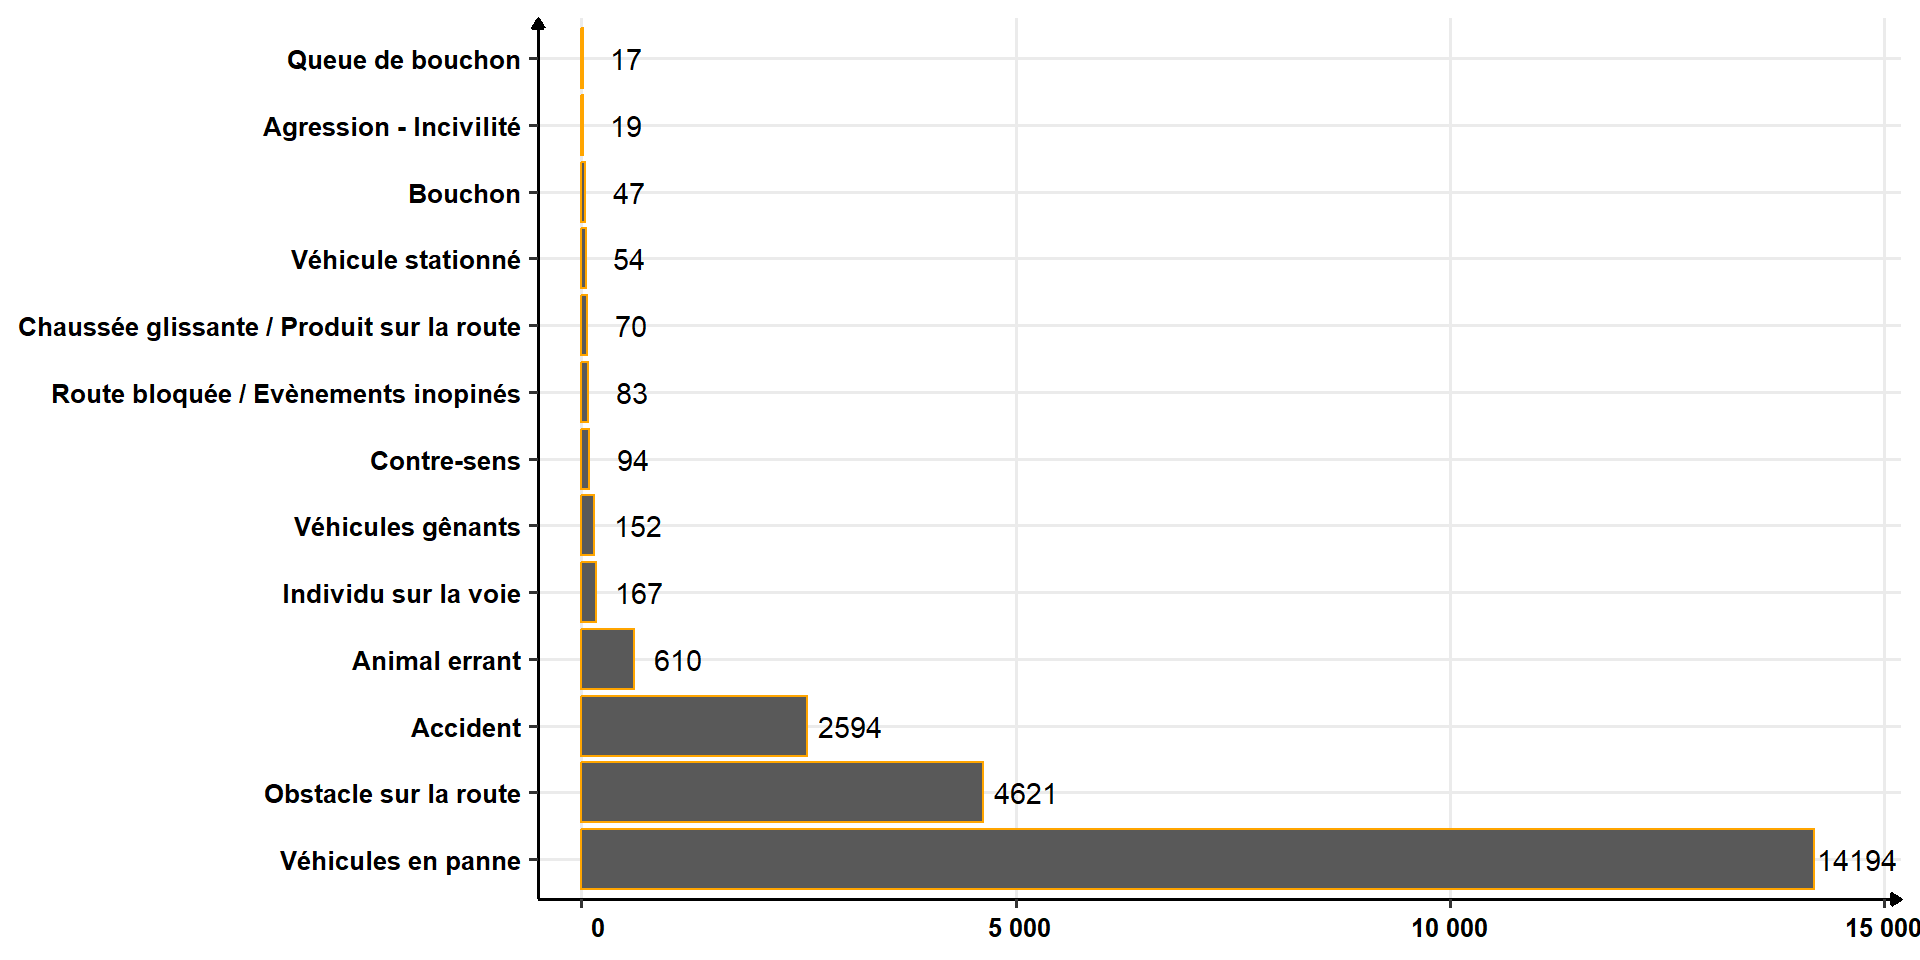 Queue de bouchon 17
Agression - Incivilité 19
Bouchon 47
Véhicule stationné 54
Chaussée glissante / Produit sur la route 70
Route bloquée / Evènements inopinés 83
Contre-sens 94
Véhicules gênants 152
Individu sur la voie 167
Animal errant 610
Accident 2594
Obstacle sur la route 4621
Véhicules en panne 14194
0 5 000 10 000 15 000